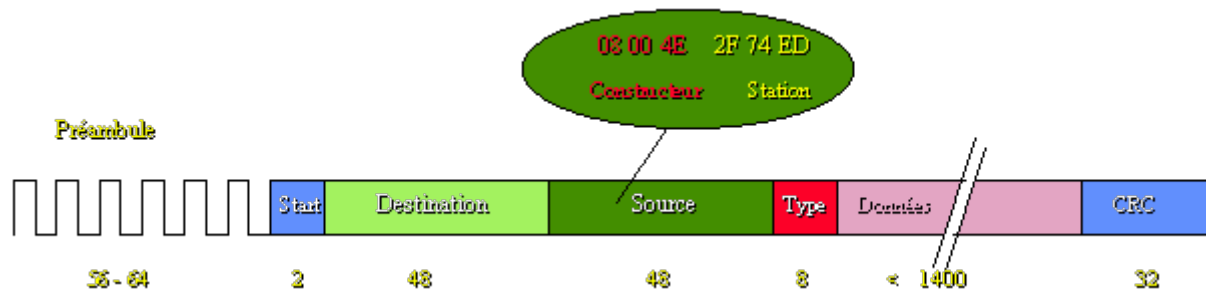 08 00 4E 2F 74 ED
Constructeur Station
Préambule
Start Destination Source Type Données CRC
56 - 64 2 48 48 8 < 1400 32